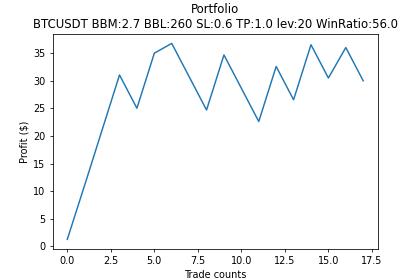 Portfolio
BTCUSDT BBM:2.7 BBL:260 SL:0.6 TP:1.0 lev:20 WinRatio:56.0
35
30
25
20
15
10
5
0
Profit ($)
0.0 2.5 5.0 7.5 10.0 12.5 15.0 17.5
Trade counts